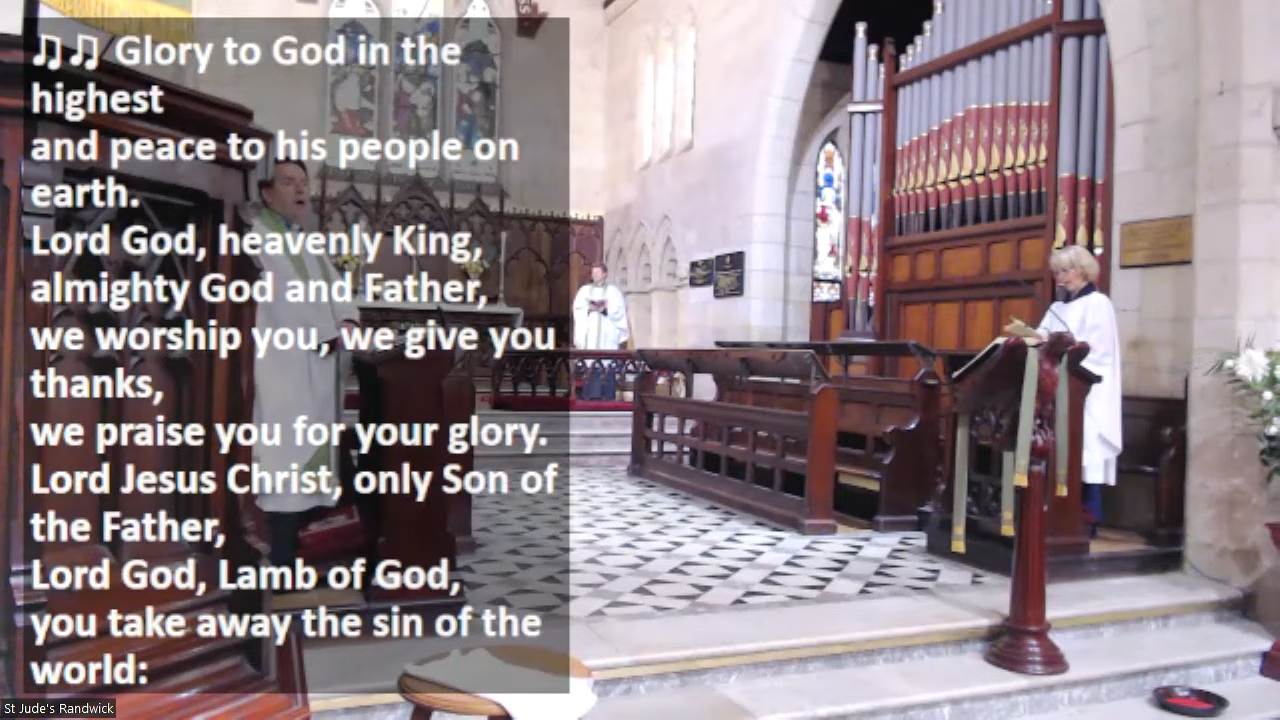 ♫♫ Glory to God in the
highest
and peace to his people on
earth.
Lord God, heavenly King,
almighty God and Father,
we worship you, we give you
thanks,
we praise you for your glory.
Lord Jesus Christ, only Son of
the Father,
Lord God, Lamb of God,
you take away the sin of the
world:
St Jude's Randwick